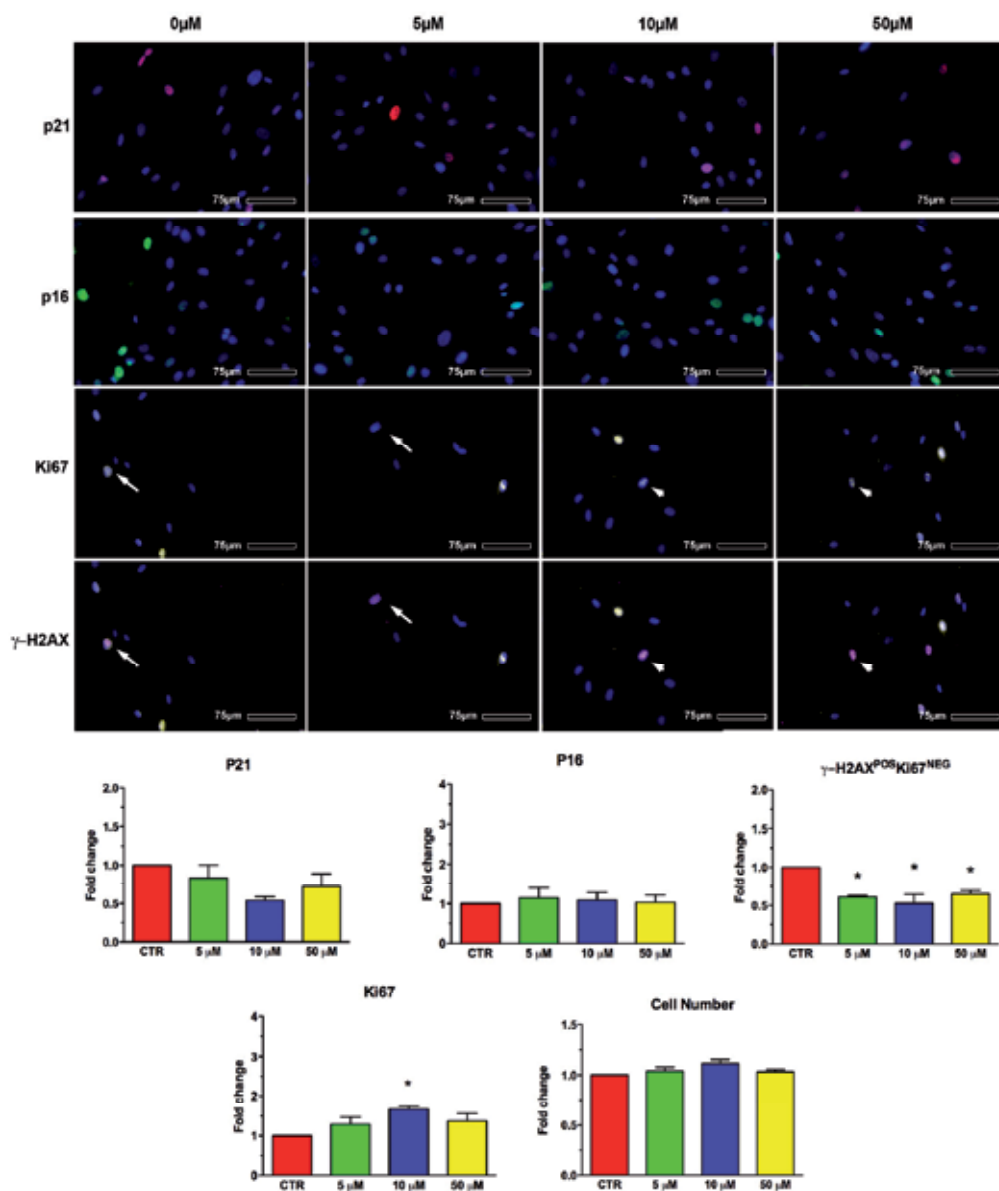 0µM 5µM 10µM 50µM
p21
75µm 75µm 75µm 75µm
p16
75µm 75µm 75µm 75µm
Ki67
75µm 75µm 75µm 75µm
γ–H2AX
75µm 75µm 75µm 75µm
P21
Fold change
2.0
1.5
1.0
0.5
0.0
CTR 5 µM 10 µM 50 µM
P16
Fold change
4
3
2
1
0
CTR 5 µM 10 µM 50 µM
γ–H2AXPOSKi67NEG
Fold change
2.0
1.5
1.0
0.5
0.0
* * *
CTR 5 µM 10 µM 50 µM
Ki67
Fold change
4
3
2
1
0
*
CTR 5 µM 10 µM 50 µM
Cell Number
Fold change
1.5
1.0
0.5
0.0
CTR 5 µM 10 µM 50 µM